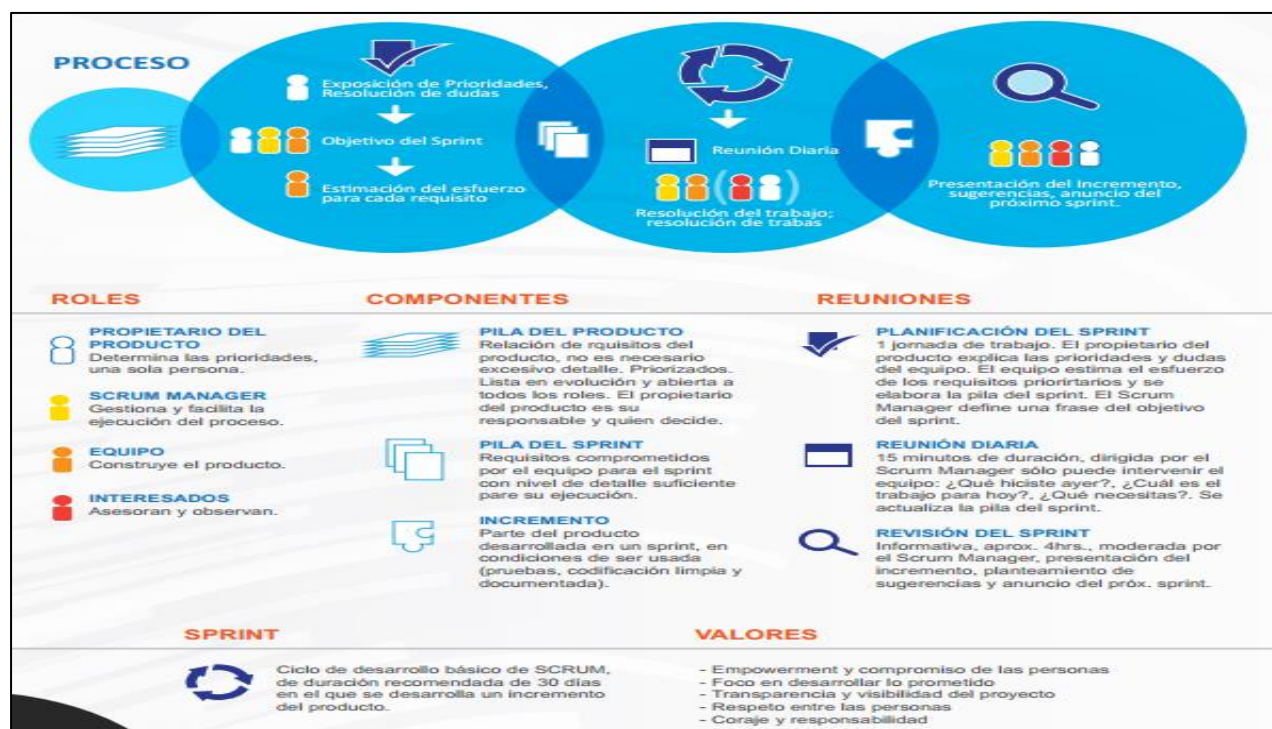 PROCESO
Exposición de Prioridades,
Resolución de dudas
Objetivo del Sprint
Estimación del esfuerzo
para cada requisito
Reunión Diaria
Resolución del trabajo;
resolución de trabas
Presentación del Incremento,
sugerencias, anuncio del
próximo sprint.
ROLES
PROPIETARIO DEL
PRODUCTO
Determina las prioridades,
una sola persona.
SCRUM MANAGER
Gestiona y facilita la
ejecución del proceso.
EQUIPO
Construye el producto.
INTERESADOS
Asesoran y observan.
COMPONENTES
PILA DEL PRODUCTO
Relación de rquisitos del
producto, no es necesario
excesivo detalle. Priorizados.
Lista en evolución y abierta a
todos los roles. El propietario
del producto es su
responsable y quien decide.
PILA DEL SPRINT
Requisitos comprometidos
por el equipo para el sprint
con nivel de detalle suficiente
pare su ejecución.
INCREMENTO
Parte del producto
desarrollada en un sprint, en
condiciones de ser usada
(pruebas, codificación limpia y
documentada).
REUNIONES
PLANIFICACIÓN DEL SPRINT
1 jornada de trabajo. El propietario del
producto explica las prioridades y dudas
del equipo. El equipo estima el esfuerzo
de los requisitos priorirtarios y se
elabora la pila del sprint. El Scrum
Manager define una frase del objetivo
del sprint.
REUNIÓN DIARIA
15 minutos de duración, dirigida por el
Scrum Manager sólo puede intervenir el
equipo: ¿Qué hiciste ayer?, ¿Cuál es el
trabajo para hoy?, ¿Qué necesitas?. Se
actualiza la pila del sprint.
REVISIÓN DEL SPRINT
Informativa, aprox. 4hrs., moderada por
el Scrum Manager, presentación del
incremento, planteamiento de
sugerencias y anuncio del próx. sprint.
SPRINT
Ciclo de desarrollo básico de SCRUM,
de duración recomendada de 30 días
en el que se desarrolla un incremento
del producto.
VALORES
- Empowerment y compromiso de las personas
- Foco en desarrollar lo prometido
- Transparencia y visibilidad del proyecto
- Respeto entre las personas
- Coraje y responsabilidad